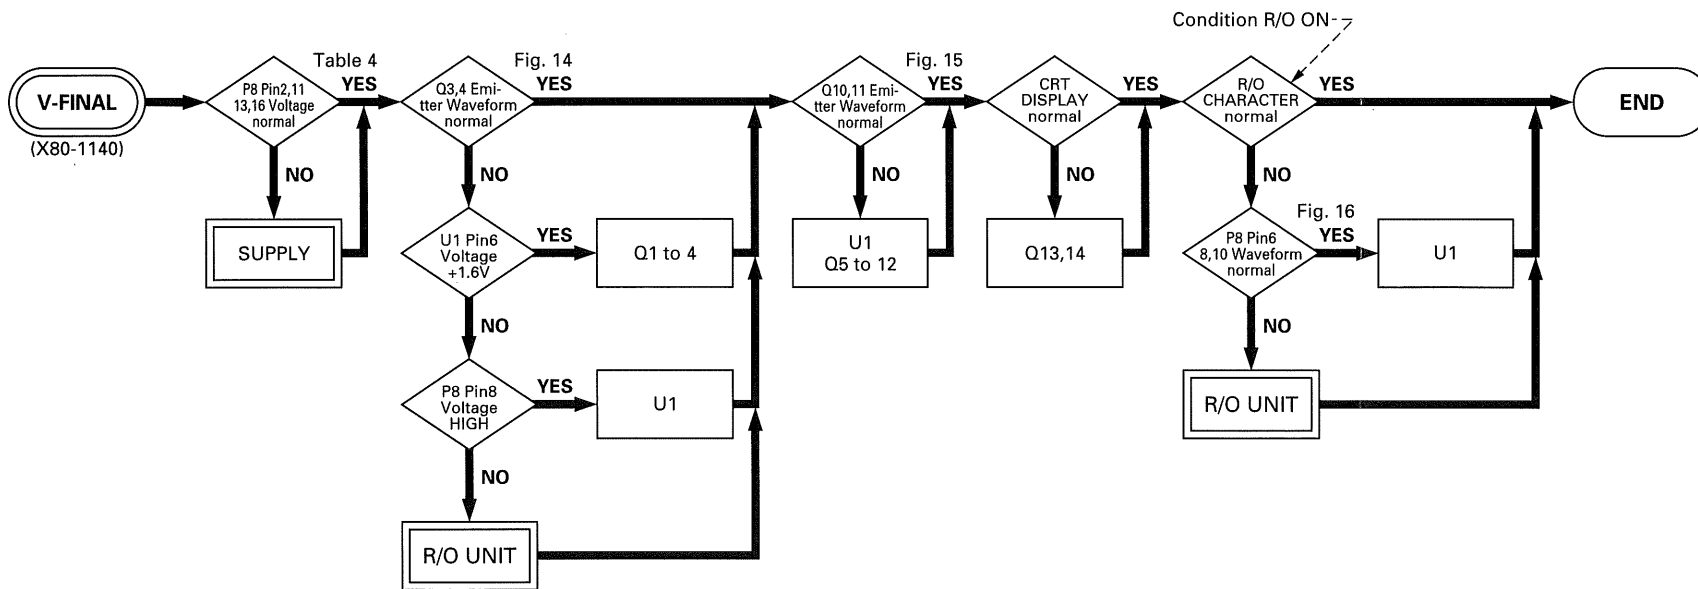 Condition R/O ON
Table 4
Fig. 14
Fig. 15
V-FINAL
(X80-1140)
P8 Pin2,11
13,16 Voltage
normal
YES
NO
SUPPLY
Q3,4 Emi-
tter Waveform
normal
YES
NO
U1 Pin6
Voltage
+1.6V
YES
Q1 to 4
NO
P8 Pin8
Voltage
HIGH
YES
U1
NO
R/O UNIT
Q10,11 Emi-
tter Waveform
normal
YES
NO
U1
Q5 to 12
CRT
DISPLAY
normal
YES
NO
Q13,14
R/O
CHARACTER
normal
YES
NO
Fig. 16
P8 Pin6
8,10 Waveform
normal
YES
U1
NO
R/O UNIT
END